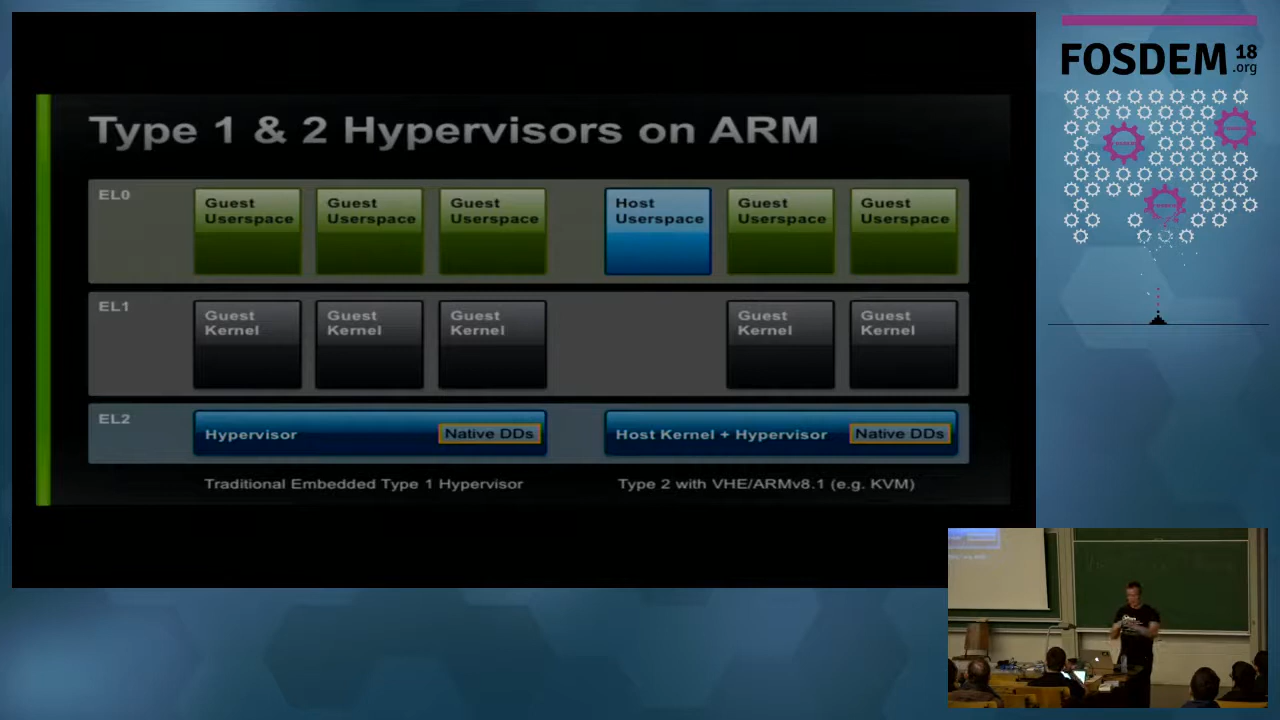 Type 1 & 2 Hypervisors on ARM
EL0
Guest
Userspace
Guest
Userspace
Guest
Userspace
Host
Userspace
Guest
Userspace
Guest
Userspace
EL1
Guest
Kernel
Guest
Kernel
Guest
Kernel
Guest
Kernel
Guest
Kernel
EL2
Hypervisor
Native DDs
Host Kernel + Hypervisor
Native DDs
Traditional Embedded Type 1 Hypervisor
Type 2 with VHE/ARMv8.1 (e.g. KVM)
FOSDEM 18
.org